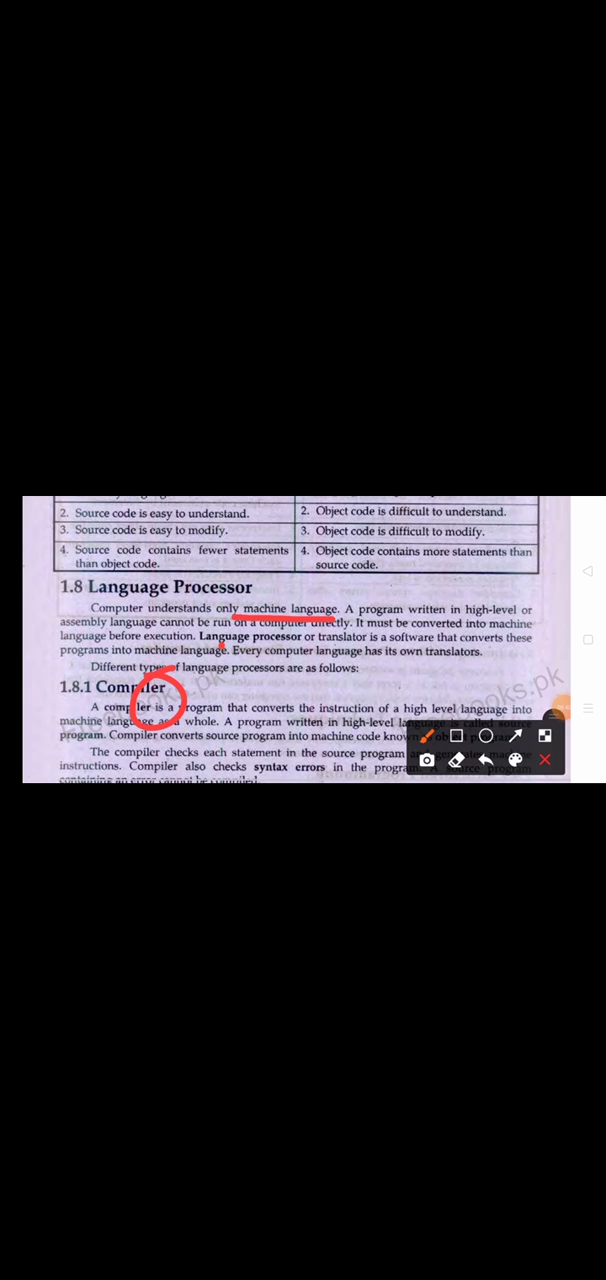 2. Source code is easy to understand.
2. Object code is difficult to understand.
3. Source code is easy to modify.
3. Object code is difficult to modify.
4. Source code contains fewer statements
than object code.
4. Object code contains more statements than
source code.
1.8 Language Processor
Computer understands only machine language. A program written in high-level or
assembly language cannot be run on a computer directly. It must be converted into machine
language before execution. Language processor or translator is a software that converts these
programs into machine language. Every computer language has its own translators.
Different types of language processors are as follows:
1.8.1 Compiler
A compiler is a program that converts the instruction of a high level language into
machine language as a whole. A program written in high-level language is called source
program. Compiler converts source program into machine code known
The compiler checks each statement in the source program
instructions. Compiler also checks syntax errors in the program. A source program
containing an error cannot be compiled.